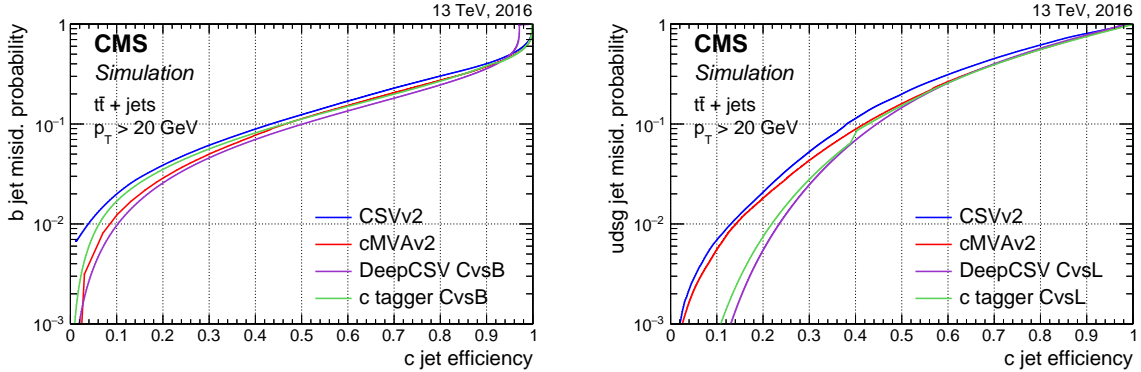 13 TeV, 2016
b jet misid. probability
1
10⁻¹
10⁻²
10⁻³
CMS
Simulation
tt̄ + jets
p_T > 20 GeV
CSVv2
cMVAv2
DeepCSV CvsB
c tagger CvsB
0 0.1 0.2 0.3 0.4 0.5 0.6 0.7 0.8 0.9 1
c jet efficiency
13 TeV, 2016
udsg jet misid. probability
1
10⁻¹
10⁻²
10⁻³
CMS
Simulation
tt̄ + jets
p_T > 20 GeV
CSVv2
cMVAv2
DeepCSV CvsL
c tagger CvsL
0 0.1 0.2 0.3 0.4 0.5 0.6 0.7 0.8 0.9 1
c jet efficiency